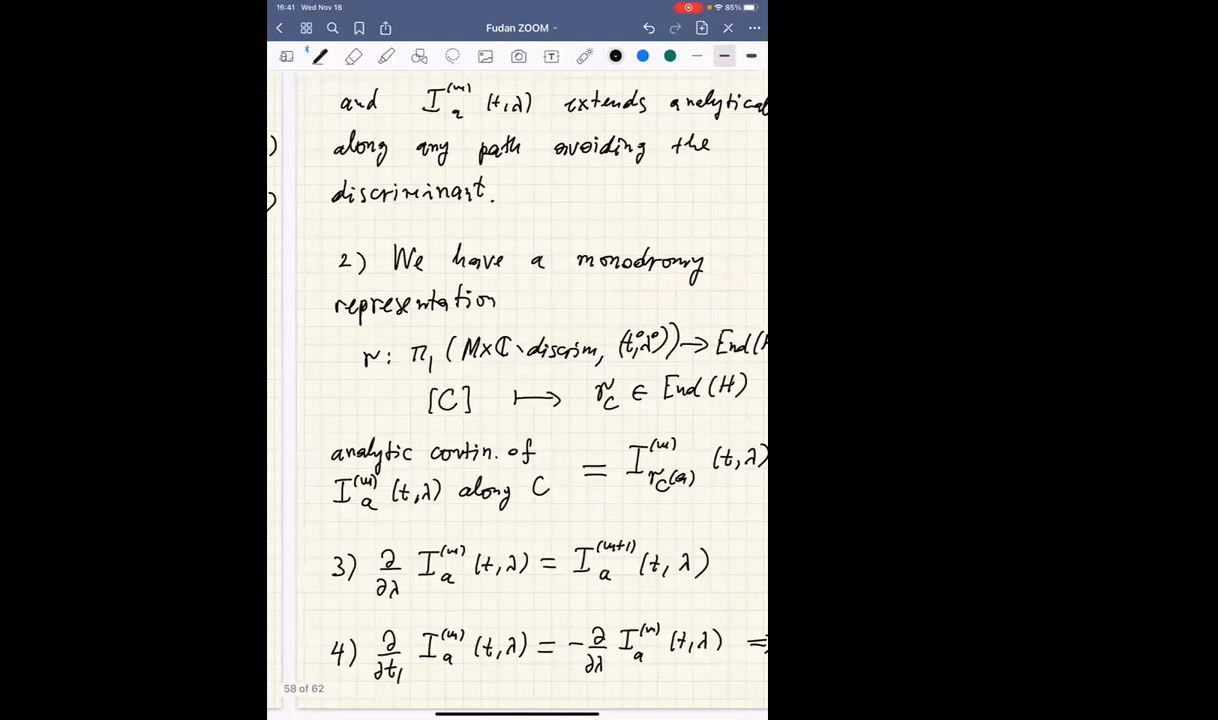 16:41 Wed Nov 18
85%
Fudan ZOOM
and I_a^{(m)} (t,λ) extends analytical
along any path avoiding the
discriminant.
2) We have a monodromy
representation
r: π_1 ( M×ℂ \ discrim, (t°,λ°)) → End(H
[C] ⟼ r_C ∈ End(H)
analytic contin. of
I_a^{(m)} (t,λ) along C = I_{r_C(a)}^{(m)} (t,λ)
3) ∂/∂λ I_a^{(m)} (t,λ) = I_a^{(m+1)} (t, λ)
4) ∂/∂t_1 I_a^{(m)} (t,λ) = - ∂/∂λ I_a^{(m)} (t,λ) ⇒
58 of 62